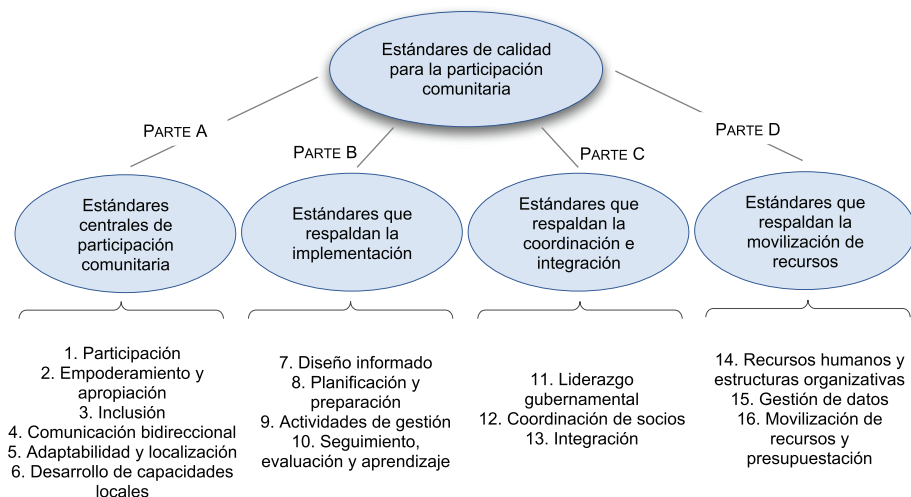 Estándares de calidad
para la participación
comunitaria
PARTE A
PARTE B
PARTE C
PARTE D
Estándares
centrales de
participación
comunitaria
Estándares que
respaldan la
implementación
Estándares que
respaldan la
coordinación e
integración
Estándares que
respaldan la
movilización de
recursos
1. Participación
2. Empoderamiento y
apropiación
3. Inclusión
4. Comunicación bidireccional
5. Adaptabilidad y localización
6. Desarrollo de capacidades
locales
7. Diseño informado
8. Planificación y
preparación
9. Actividades de gestión
10. Seguimiento,
evaluación y aprendizaje
11. Liderazgo
gubernamental
12. Coordinación de socios
13. Integración
14. Recursos humanos y
estructuras organizativas
15. Gestión de datos
16. Movilización de
recursos y
presupuestación